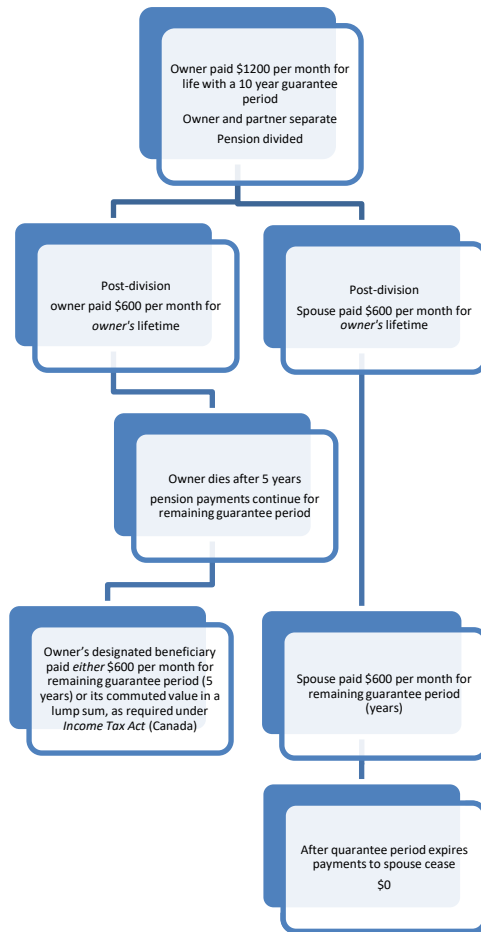 Owner paid $1200 per month for
life with a 10 year guarantee
period
Owner and partner separate
Pension divided
Post-division
owner paid $600 per month for
owner's lifetime
Post-division
Spouse paid $600 per month for
owner's lifetime
Owner dies after 5 years
pension payments continue for
remaining guarantee period
Owner's designated beneficiary
paid either $600 per month for
remaining guarantee period (5
years) or its commuted value in a
lump sum, as required under
Income Tax Act (Canada)
Spouse paid $600 per month for
remaining guarantee period
(years)
After quarantee period expires
payments to spouse cease
$0